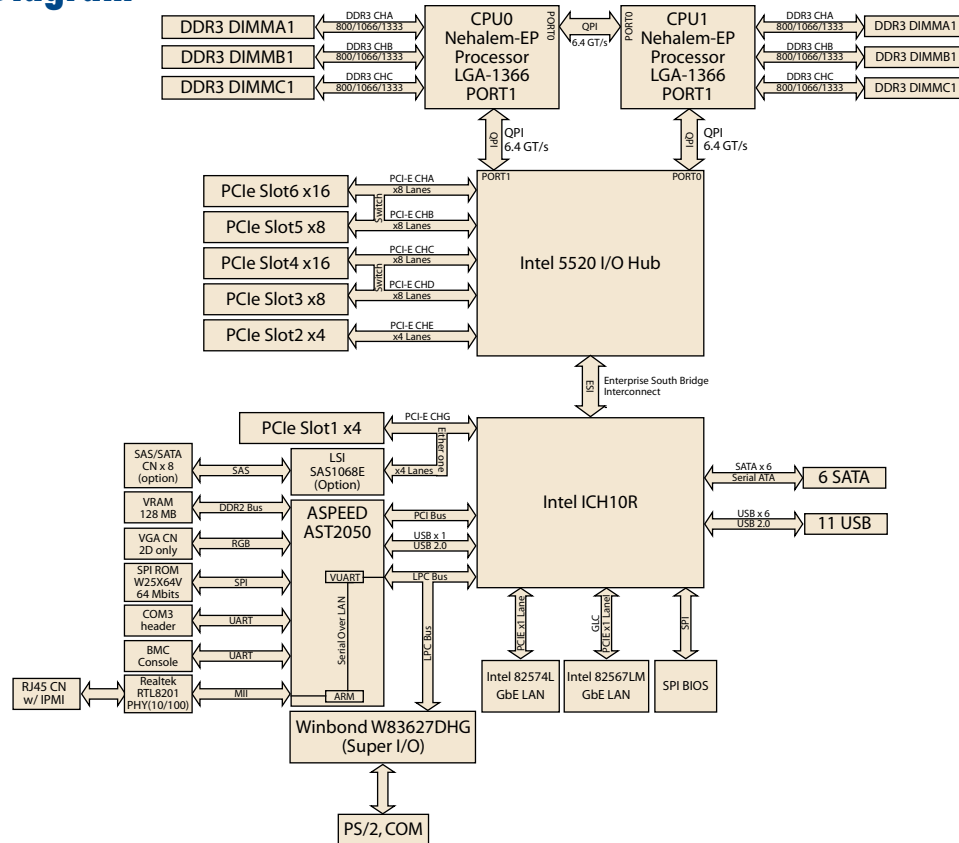 DDR3 DIMMA1
DDR3 CHA
800/1066/1333
DDR3 DIMMB1
DDR3 CHB
800/1066/1333
DDR3 DIMMC1
DDR3 CHC
800/1066/1333
CPU0
Nehalem-EP
Processor
LGA-1366
PORT1
PORT0
QPI
6.4 GT/s
PORT0
CPU1
Nehalem-EP
Processor
LGA-1366
PORT1
DDR3 CHA
800/1066/1333
DDR3 DIMMA1
DDR3 CHB
800/1066/1333
DDR3 DIMMB1
DDR3 CHC
800/1066/1333
DDR3 DIMMC1
QPI
QPI
6.4 GT/s
QPI
QPI
6.4 GT/s
PORT1
PORT0
Intel 5520 I/O Hub
PCIe Slot6 x16
PCI-E CHA
x8 Lanes
Switch
PCIe Slot5 x8
PCI-E CHB
x8 Lanes
PCIe Slot4 x16
PCI-E CHC
x8 Lanes
Switch
PCIe Slot3 x8
PCI-E CHD
x8 Lanes
PCIe Slot2 x4
PCI-E CHE
x4 Lanes
ESI
Enterprise South Bridge
Interconnect
PCIe Slot1 x4
PCI-E CHG
Either one
x4 Lanes
SAS/SATA
CN x 8
(option)
SAS
LSI
SAS1068E
(Option)
Intel ICH10R
SATA x 6
Serial ATA
6 SATA
USB x 6
USB 2.0
11 USB
VRAM
128 MB
DDR2 Bus
ASPEED
AST2050
PCI Bus
VGA CN
2D only
RGB
USB x 1
USB 2.0
SPI ROM
W25X64V
64 Mbits
SPI
VUART
LPC Bus
COM3
header
UART
Serial Over LAN
LPC Bus
BMC
Console
UART
RJ45 CN
w/ IPMI
Realtek
RTL8201
PHY(10/100)
MII
ARM
PCIE x1 Lane
GLC
PCIE x1 Lane
SPI
Intel 82574L
GbE LAN
Intel 82567LM
GbE LAN
SPI BIOS
Winbond W83627DHG
(Super I/O)
PS/2, COM